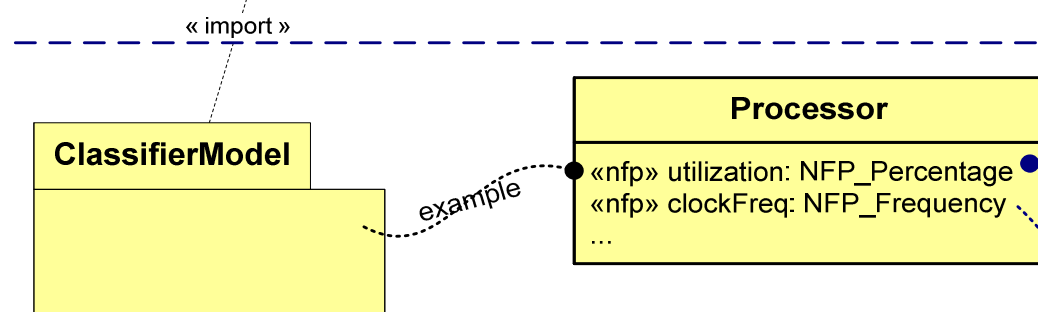 « import »
ClassifierModel
example
Processor
«nfp» utilization: NFP_Percentage
«nfp» clockFreq: NFP_Frequency
...